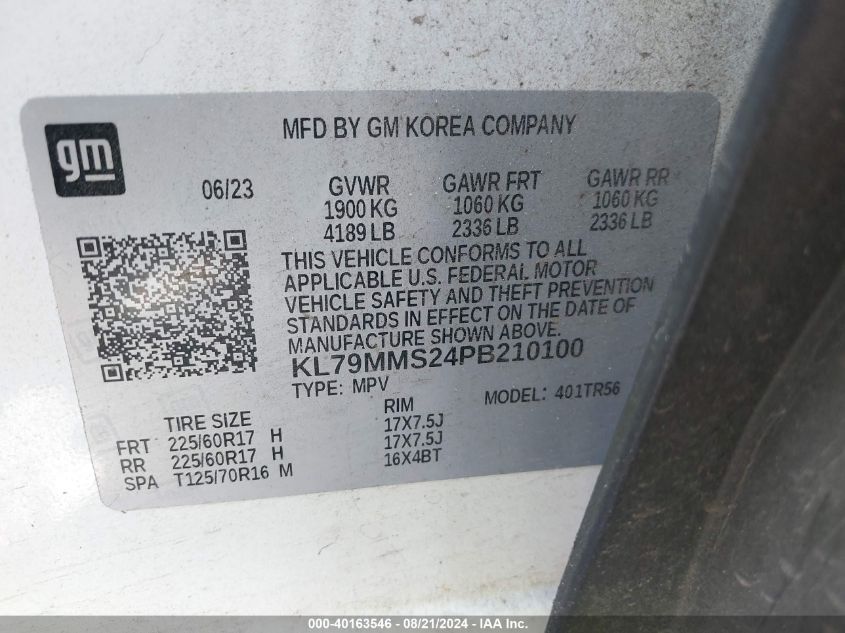 gm
MFD BY GM KOREA COMPANY
06/23 GVWR GAWR FRT GAWR RR
1900 KG 1060 KG 1060 KG
4189 LB 2336 LB 2336 LB
THIS VEHICLE CONFORMS TO ALL
APPLICABLE U.S. FEDERAL MOTOR
VEHICLE SAFETY AND THEFT PREVENTION
STANDARDS IN EFFECT ON THE DATE OF
MANUFACTURE SHOWN ABOVE.
KL79MMS24PB210100
TYPE: MPV MODEL: 401TR56
TIRE SIZE RIM
FRT 225/60R17 H 17X7.5J
RR 225/60R17 H 17X7.5J
SPA T125/70R16 M 16X4BT
000-40163546 - 08/21/2024 - IAA Inc.